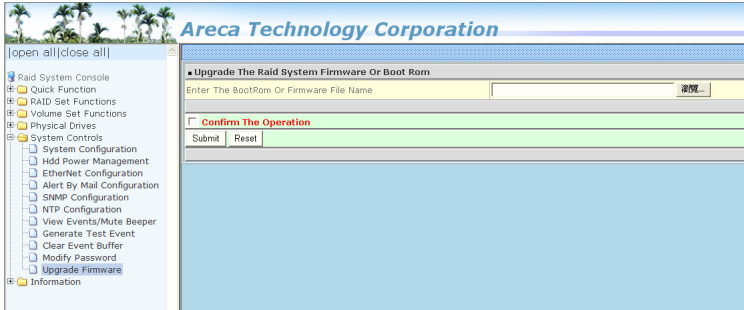 Areca Technology Corporation
|open all|close all|
Raid System Console
Quick Function
RAID Set Functions
Volume Set Functions
Physical Drives
System Controls
System Configuration
Hdd Power Management
EtherNet Configuration
Alert By Mail Configuration
SNMP Configuration
NTP Configuration
View Events/Mute Beeper
Generate Test Event
Clear Event Buffer
Modify Password
Upgrade Firmware
Information
Upgrade The Raid System Firmware Or Boot Rom
Enter The BootRom Or Firmware File Name
瀏覽...
Confirm The Operation
Submit Reset